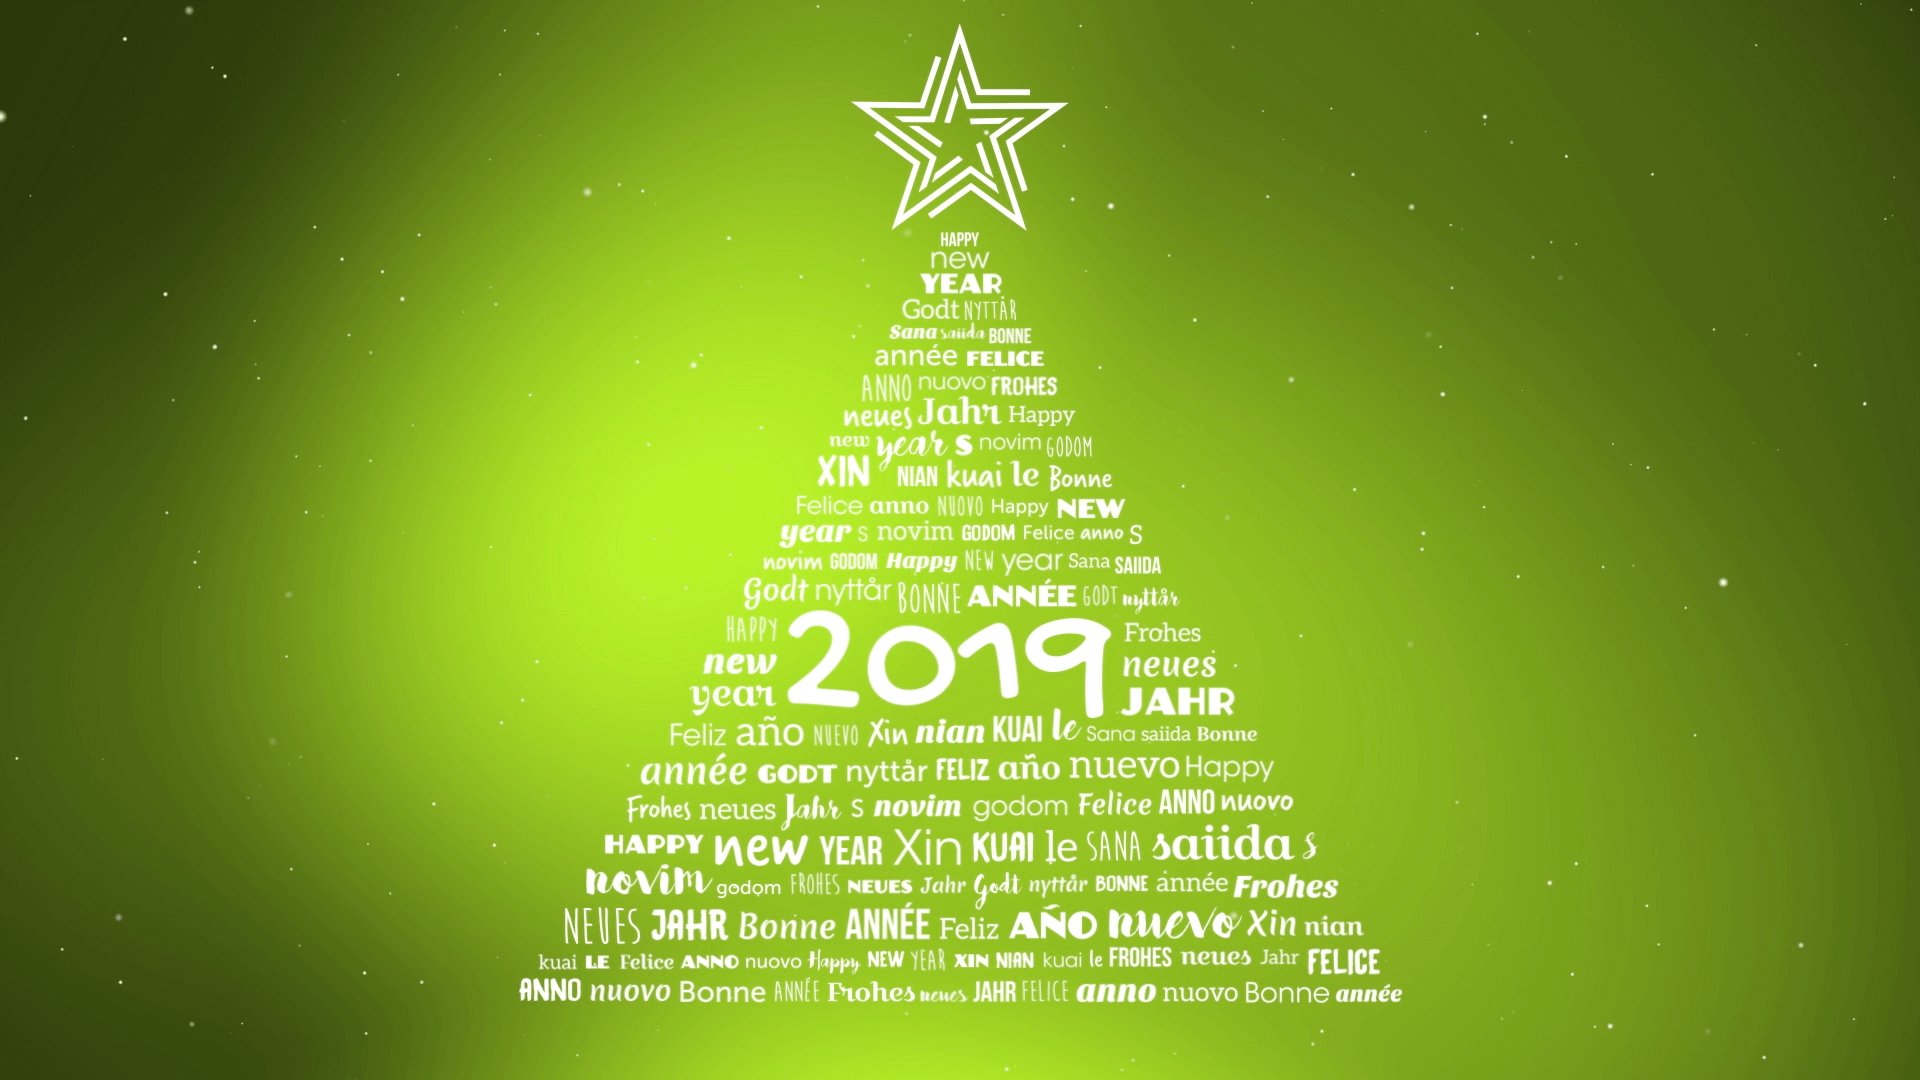 HAPPY
new
YEAR
Godt NYTTÅR
Sana saiida BONNE
année FELICE
ANNO nuovo FROHES
neues Jahr Happy
new year s novim GODOM
XIN NIAN kuai le Bonne
Felice anno NUOVO Happy NEW
year s novim GODOM Felice anno S
novim GODOM Happy NEW year Sana SAIIDA
Godt nyttår BONNE ANNÉE GODT nyttår
HAPPY
new
year
2019
Frohes
neues
JAHR
Feliz año NUEVO Xin nian KUAI le Sana saiida Bonne
année GODT nyttår FELIZ año nuevo Happy
Frohes neues Jahr s novim godom Felice ANNO nuovo
HAPPY new YEAR Xin KUAI le SANA saiida s
novim godom FROHES NEUES Jahr Godt nyttår BONNE année Frohes
NEUES JAHR Bonne ANNÉE Feliz AÑO nuevo Xin nian
kuai LE Felice ANNO nuovo Happy NEW YEAR XIN NIAN kuai le FROHES neues Jahr FELICE
ANNO nuovo Bonne ANNÉE Frohes neues JAHR FELICE anno nuovo Bonne année